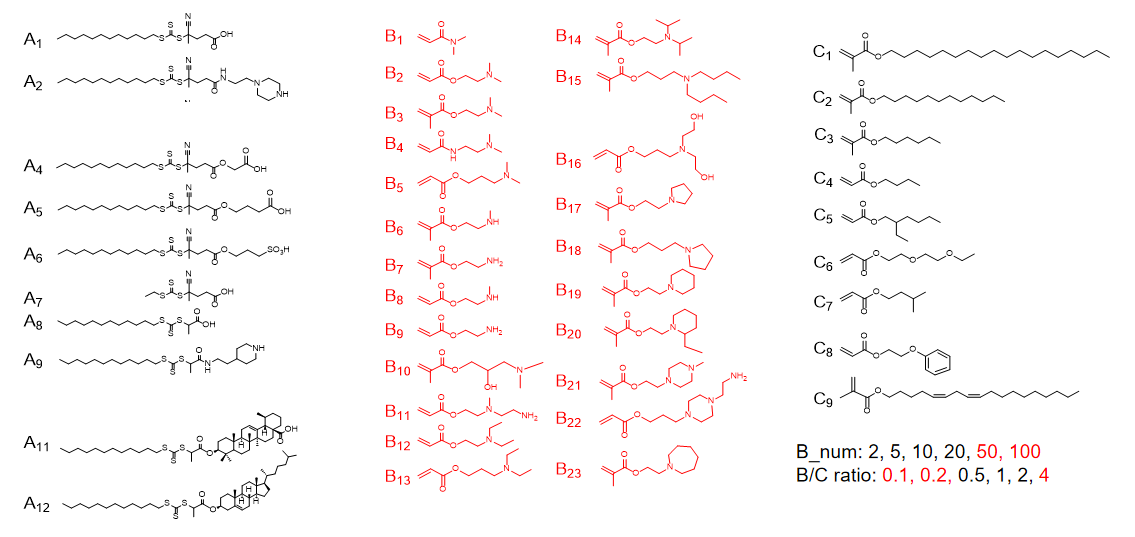 A1
A2
A4
A5
A6
A7
A8
A9
A11
A12
B1
B2
B3
B4
B5
B6
B7
B8
B9
B10
B11
B12
B13
B14
B15
B16
B17
B18
B19
B20
B21
B22
B23
C1
C2
C3
C4
C5
C6
C7
C8
C9
B_num: 2, 5, 10, 20, 50, 100
B/C ratio: 0.1, 0.2, 0.5, 1, 2, 4